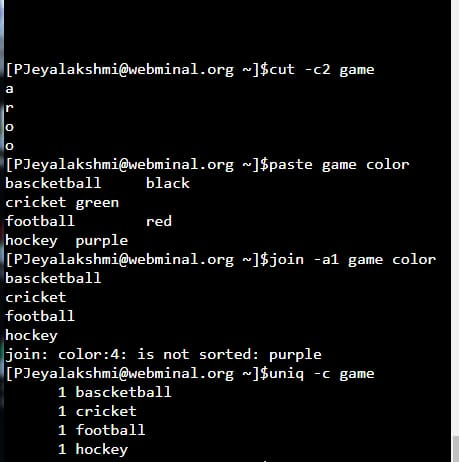 [PJeyalakshmi@webminal.org ~]$cut -c2 game
a
r
o
o
[PJeyalakshmi@webminal.org ~]$paste game color
bascketball     black
cricket green
football        red
hockey  purple
[PJeyalakshmi@webminal.org ~]$join -a1 game color
bascketball
cricket
football
hockey
join: color:4: is not sorted: purple
[PJeyalakshmi@webminal.org ~]$uniq -c game
      1 bascketball
      1 cricket
      1 football
      1 hockey